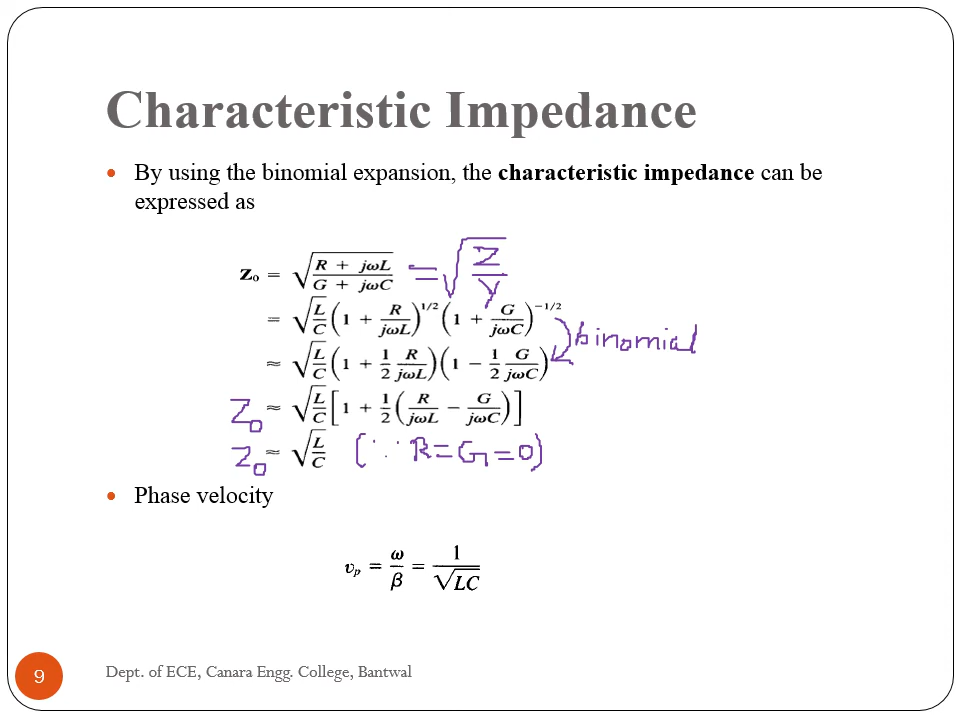 Characteristic Impedance
• By using the binomial expansion, the characteristic impedance can be
expressed as
Z₀ = √((R + jωL)/(G + jωC)) = √(Z/Y)
= √(L/C) (1 + R/(jωL))^1/2 (1 + G/(jωC))^−1/2
binomial
≈ √(L/C) (1 + 1/2 R/(jωL)) (1 − 1/2 G/(jωC))
Z₀ ≈ √(L/C) [1 + 1/2 (R/(jωL) − G/(jωC))]
Z₀ ≈ √(L/C) (∵ R=G=0)
• Phase velocity
υₚ = ω/β = 1/√(LC)
9 Dept. of ECE, Canara Engg. College, Bantwal